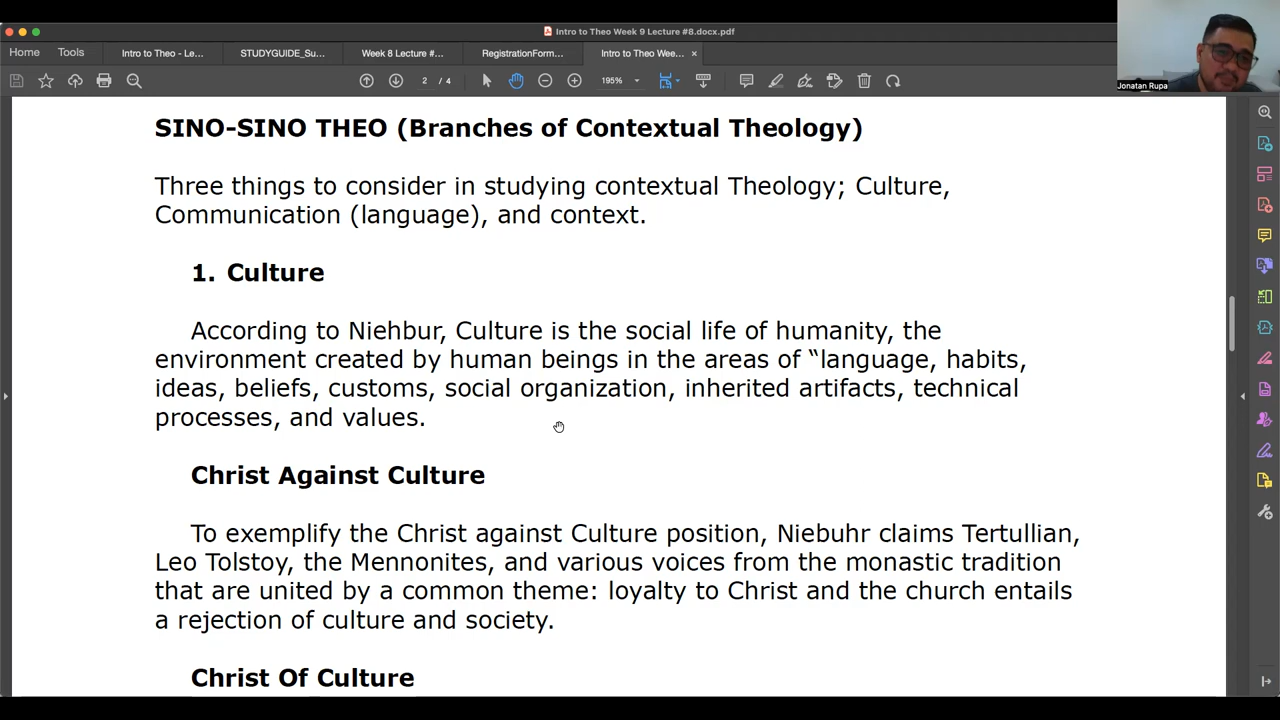 Intro to Theo Week 9 Lecture #8.docx.pdf
Home
Tools
Intro to Theo - Le...
STUDYGUIDE_Su...
Week 8 Lecture #...
RegistrationForm...
Intro to Theo Wee...
2 / 4
195%
Jonatan Rupa
SINO-SINO THEO (Branches of Contextual Theology)
Three things to consider in studying contextual Theology; Culture,
Communication (language), and context.
1. Culture
According to Niehbur, Culture is the social life of humanity, the
environment created by human beings in the areas of “language, habits,
ideas, beliefs, customs, social organization, inherited artifacts, technical
processes, and values.
Christ Against Culture
To exemplify the Christ against Culture position, Niebuhr claims Tertullian,
Leo Tolstoy, the Mennonites, and various voices from the monastic tradition
that are united by a common theme: loyalty to Christ and the church entails
a rejection of culture and society.
Christ Of Culture